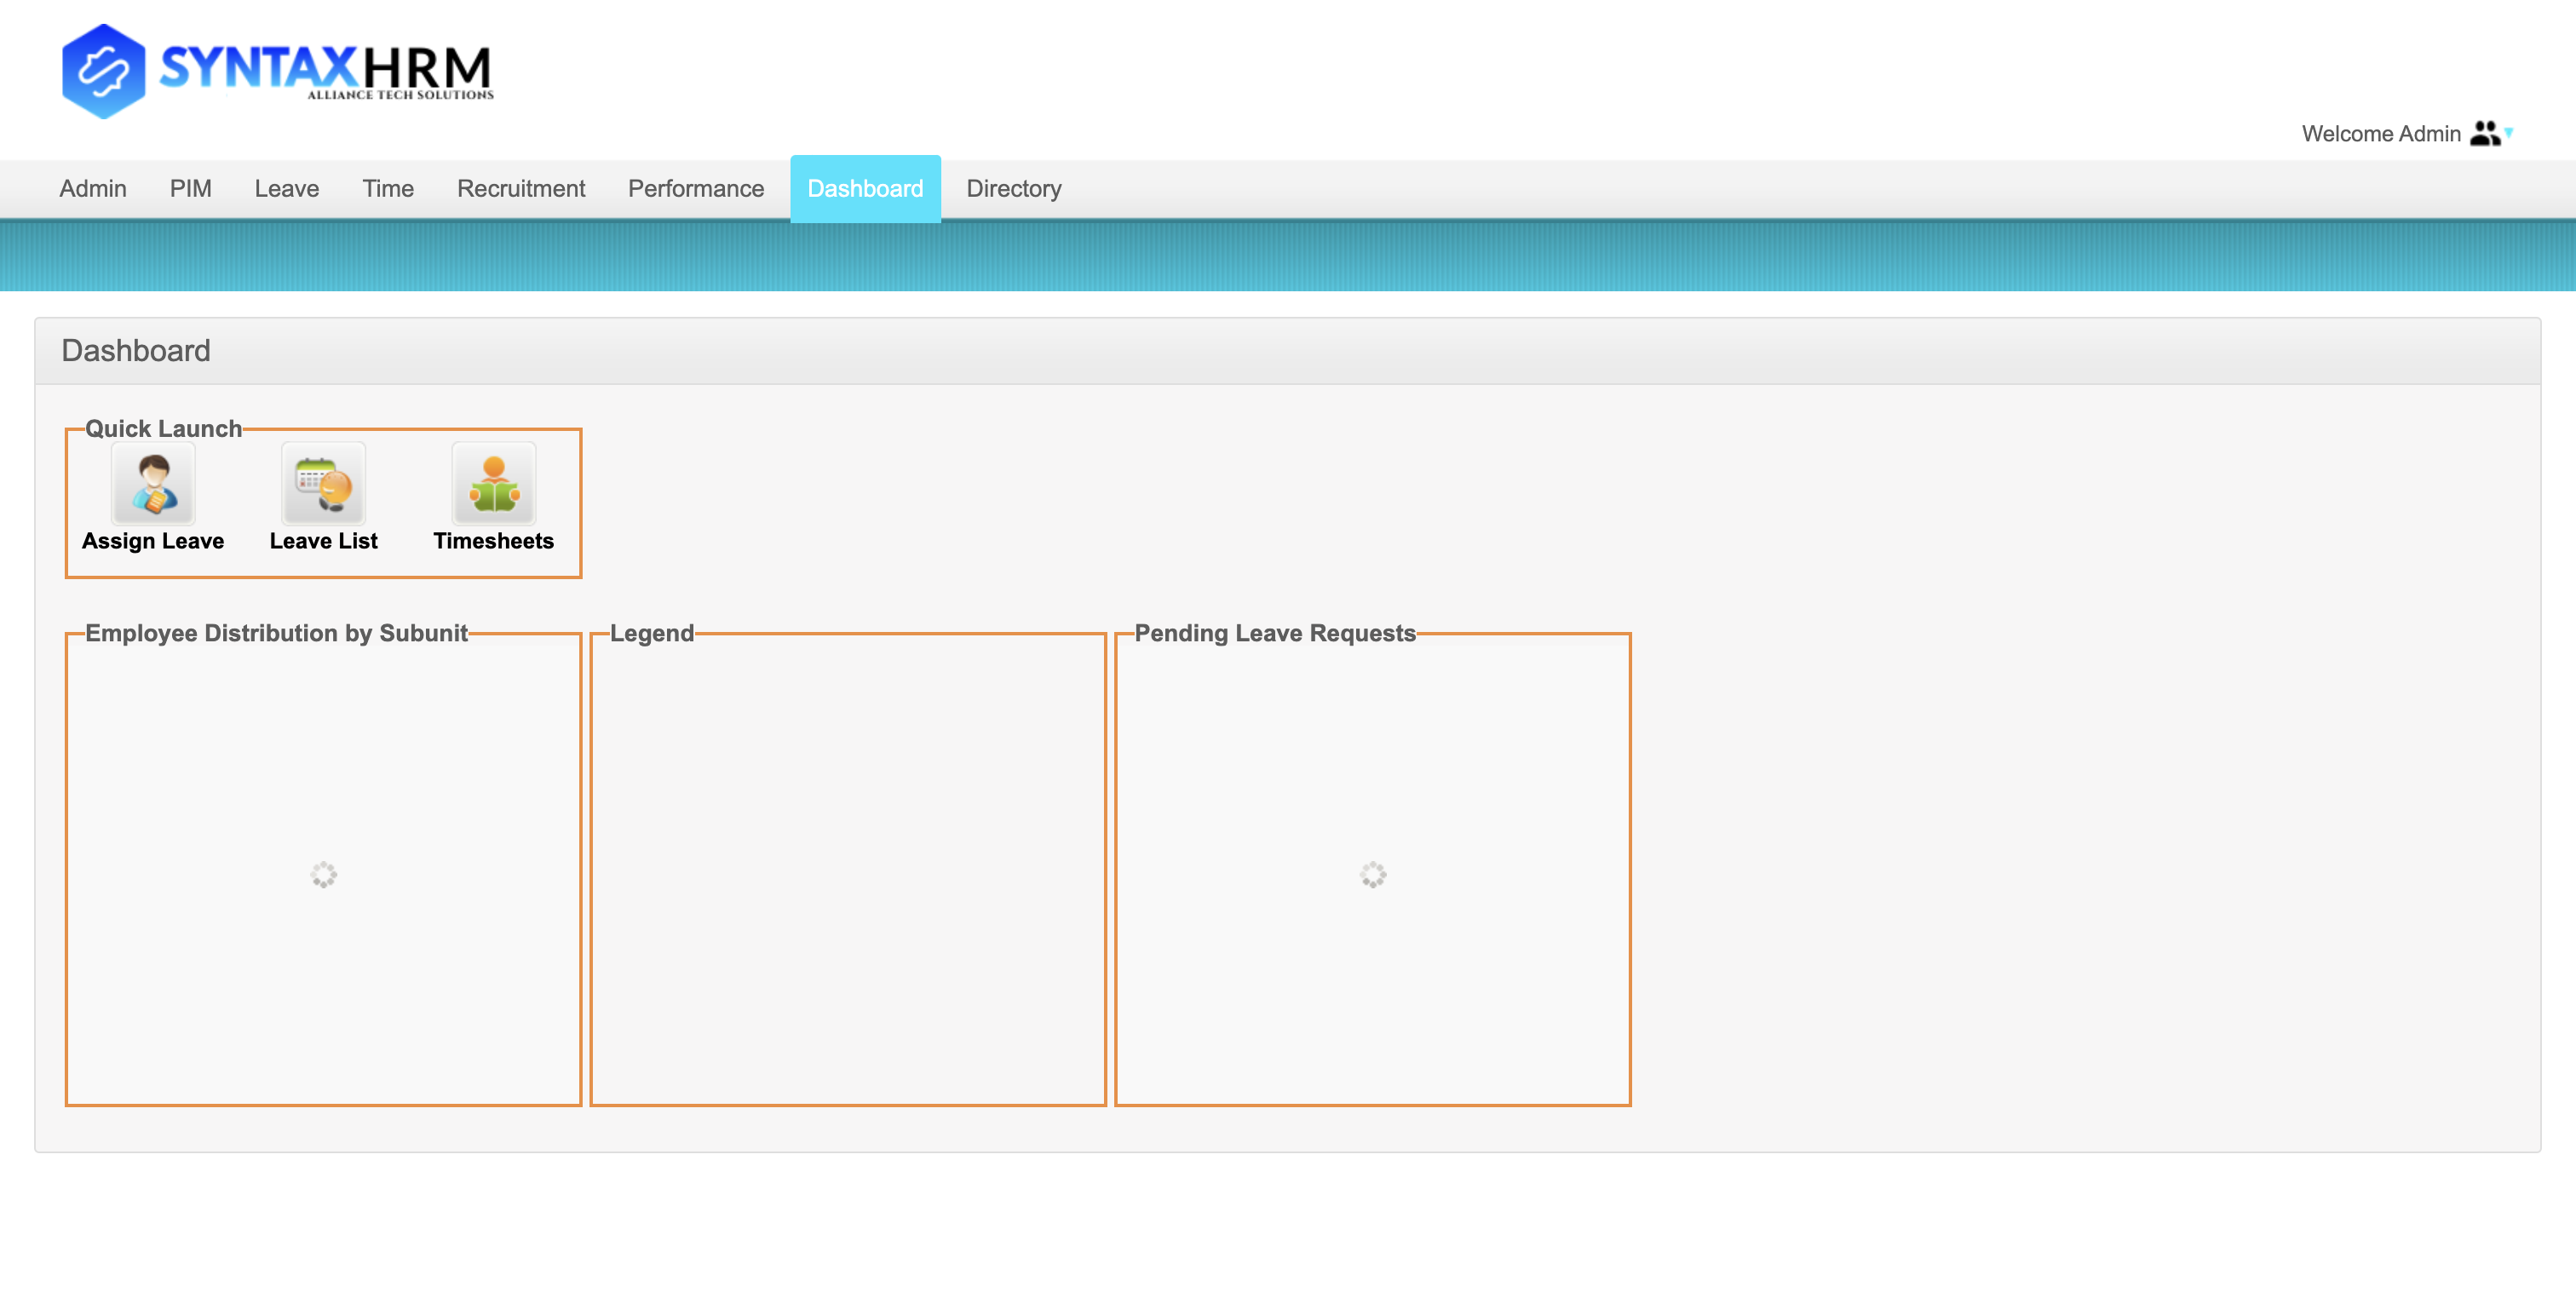 SYNTAXHRM
ALLIANCE TECH SOLUTIONS
Welcome Admin
Admin PIM Leave Time Recruitment Performance Dashboard Directory
Dashboard
Quick Launch
Assign Leave Leave List Timesheets
Employee Distribution by Subunit Legend Pending Leave Requests